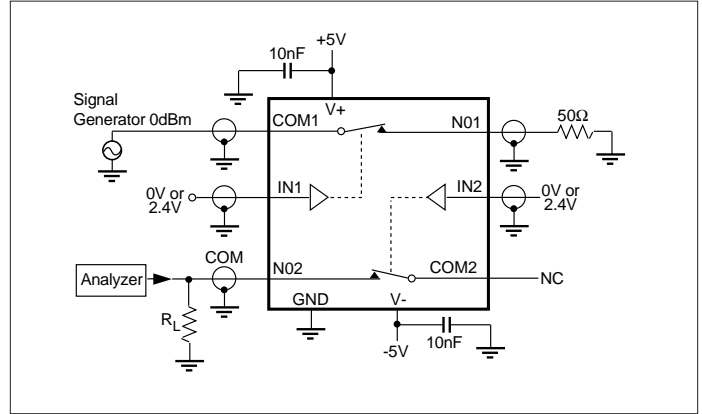 +5V
10nF
Signal
Generator 0dBm
V+
COM1
N01
50Ω
IN1
IN2
0V or
2.4V
0V or
2.4V
COM
N02
COM2
NC
Analyzer
GND
V-
RL
-5V
10nF